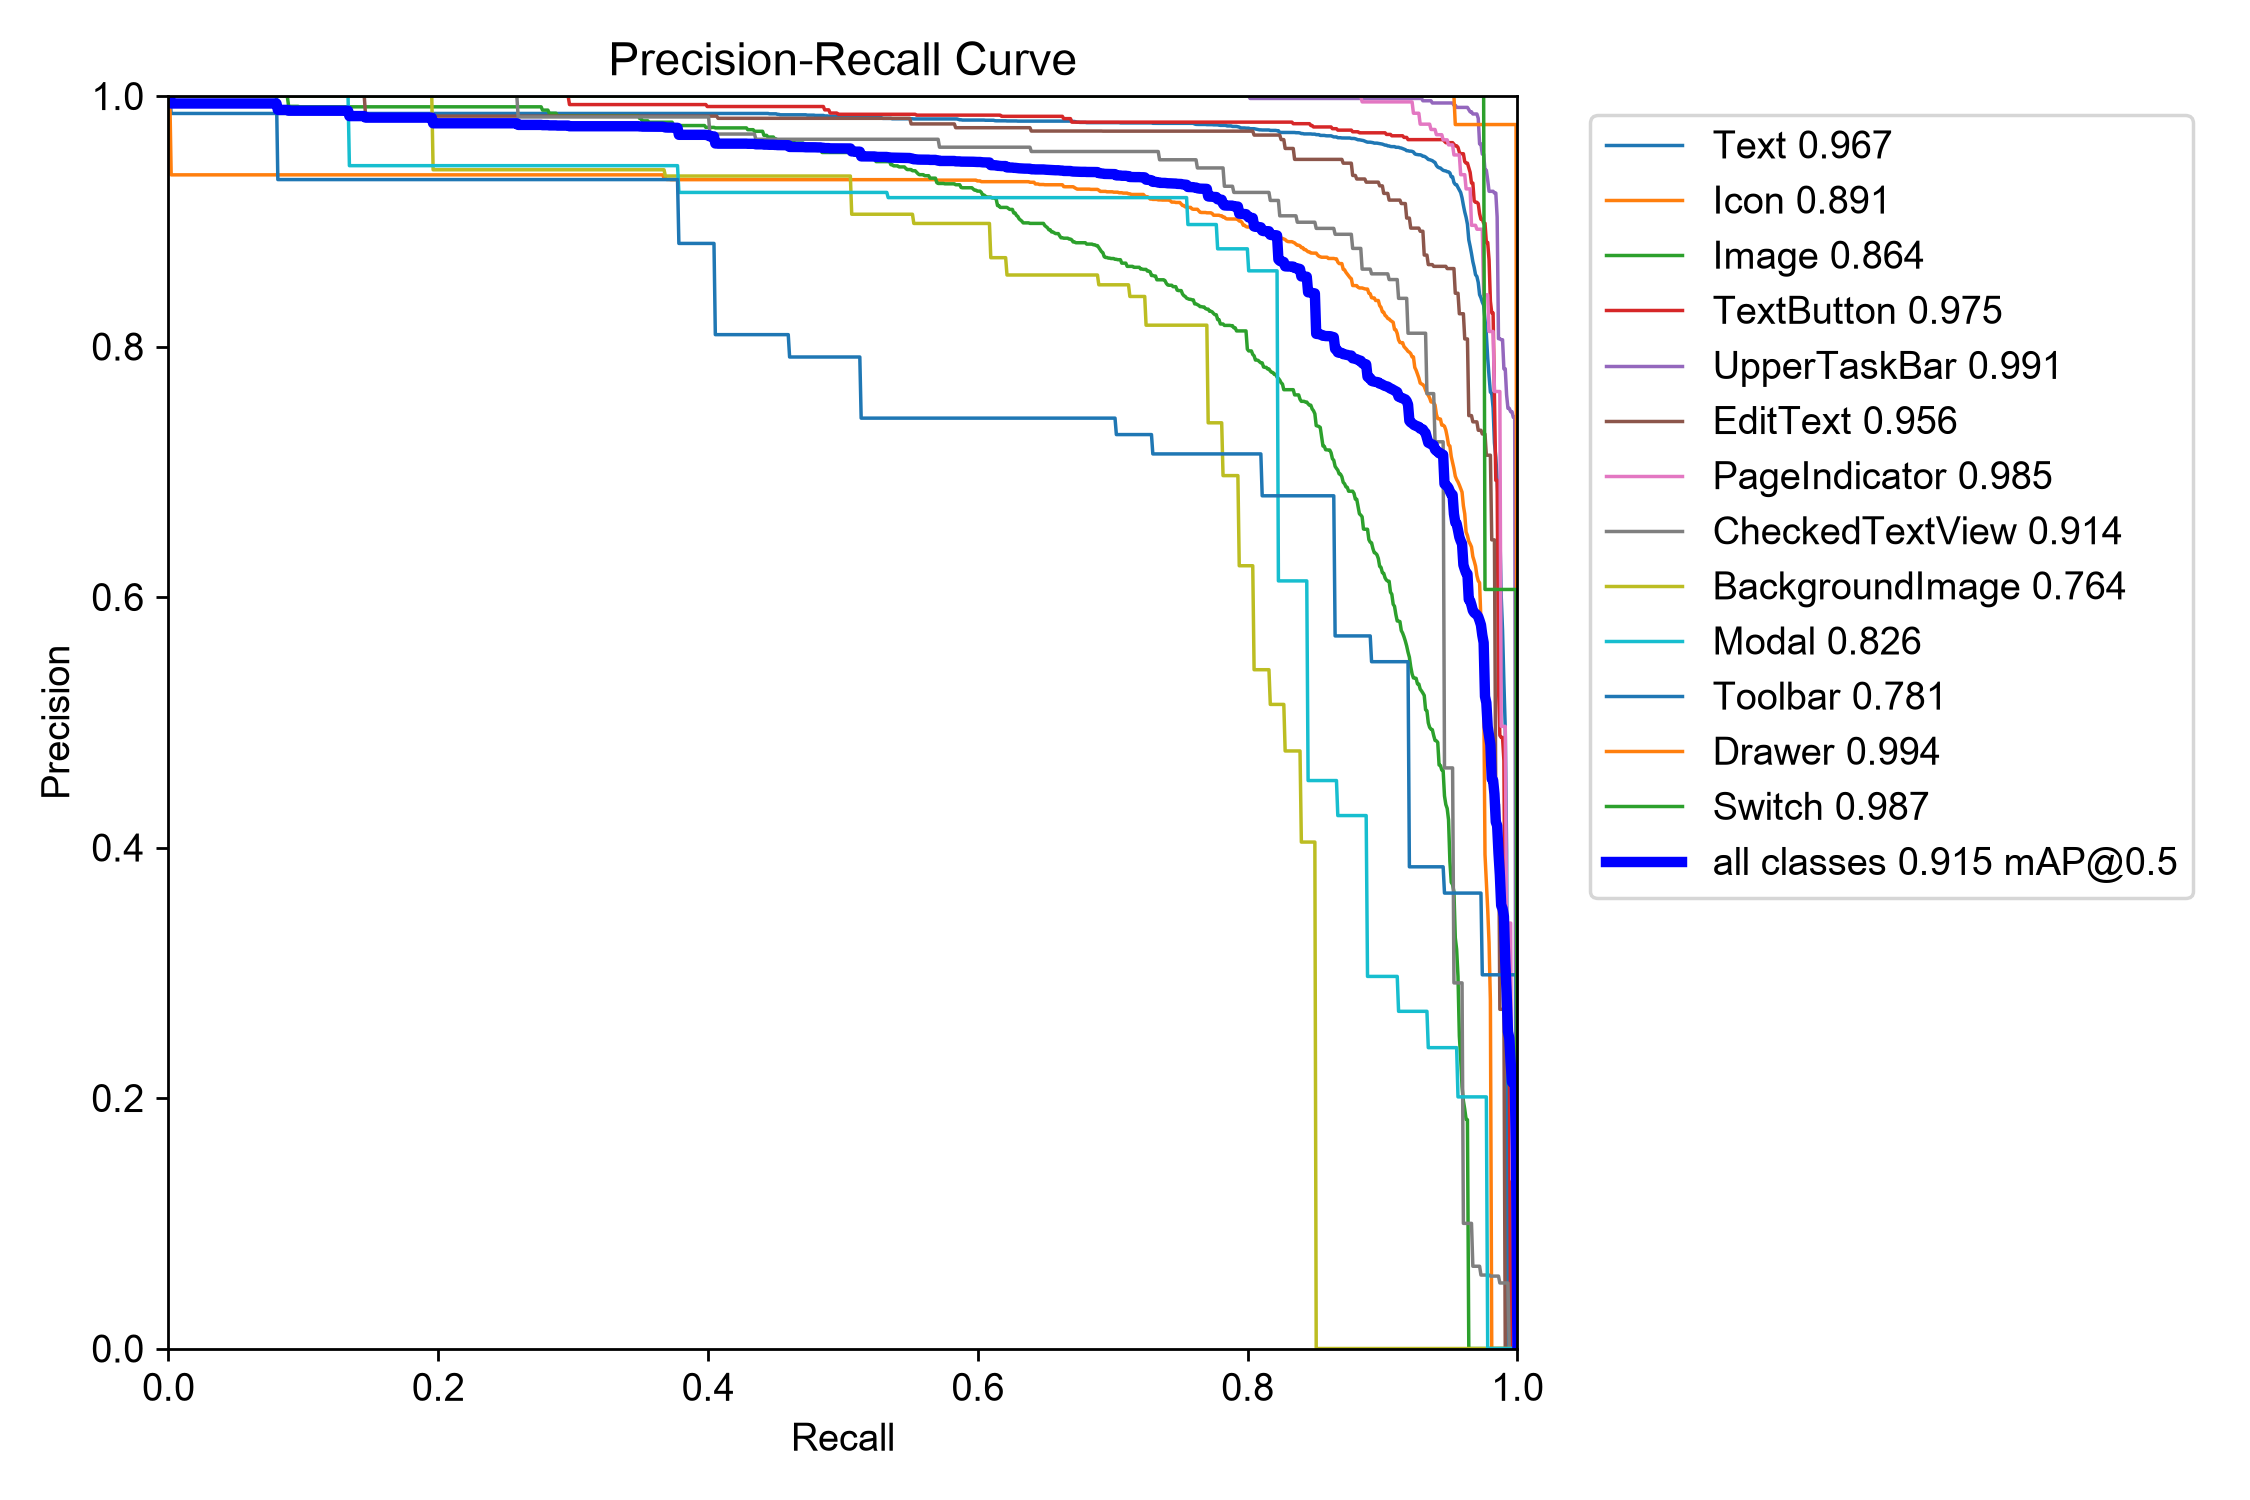 Precision-Recall Curve
1.0
0.8
0.6
0.4
0.2
0.0
Precision
0.0 0.2 0.4 0.6 0.8 1.0
Recall
Text 0.967
Icon 0.891
Image 0.864
TextButton 0.975
UpperTaskBar 0.991
EditText 0.956
PageIndicator 0.985
CheckedTextView 0.914
BackgroundImage 0.764
Modal 0.826
Toolbar 0.781
Drawer 0.994
Switch 0.987
all classes 0.915 mAP@0.5